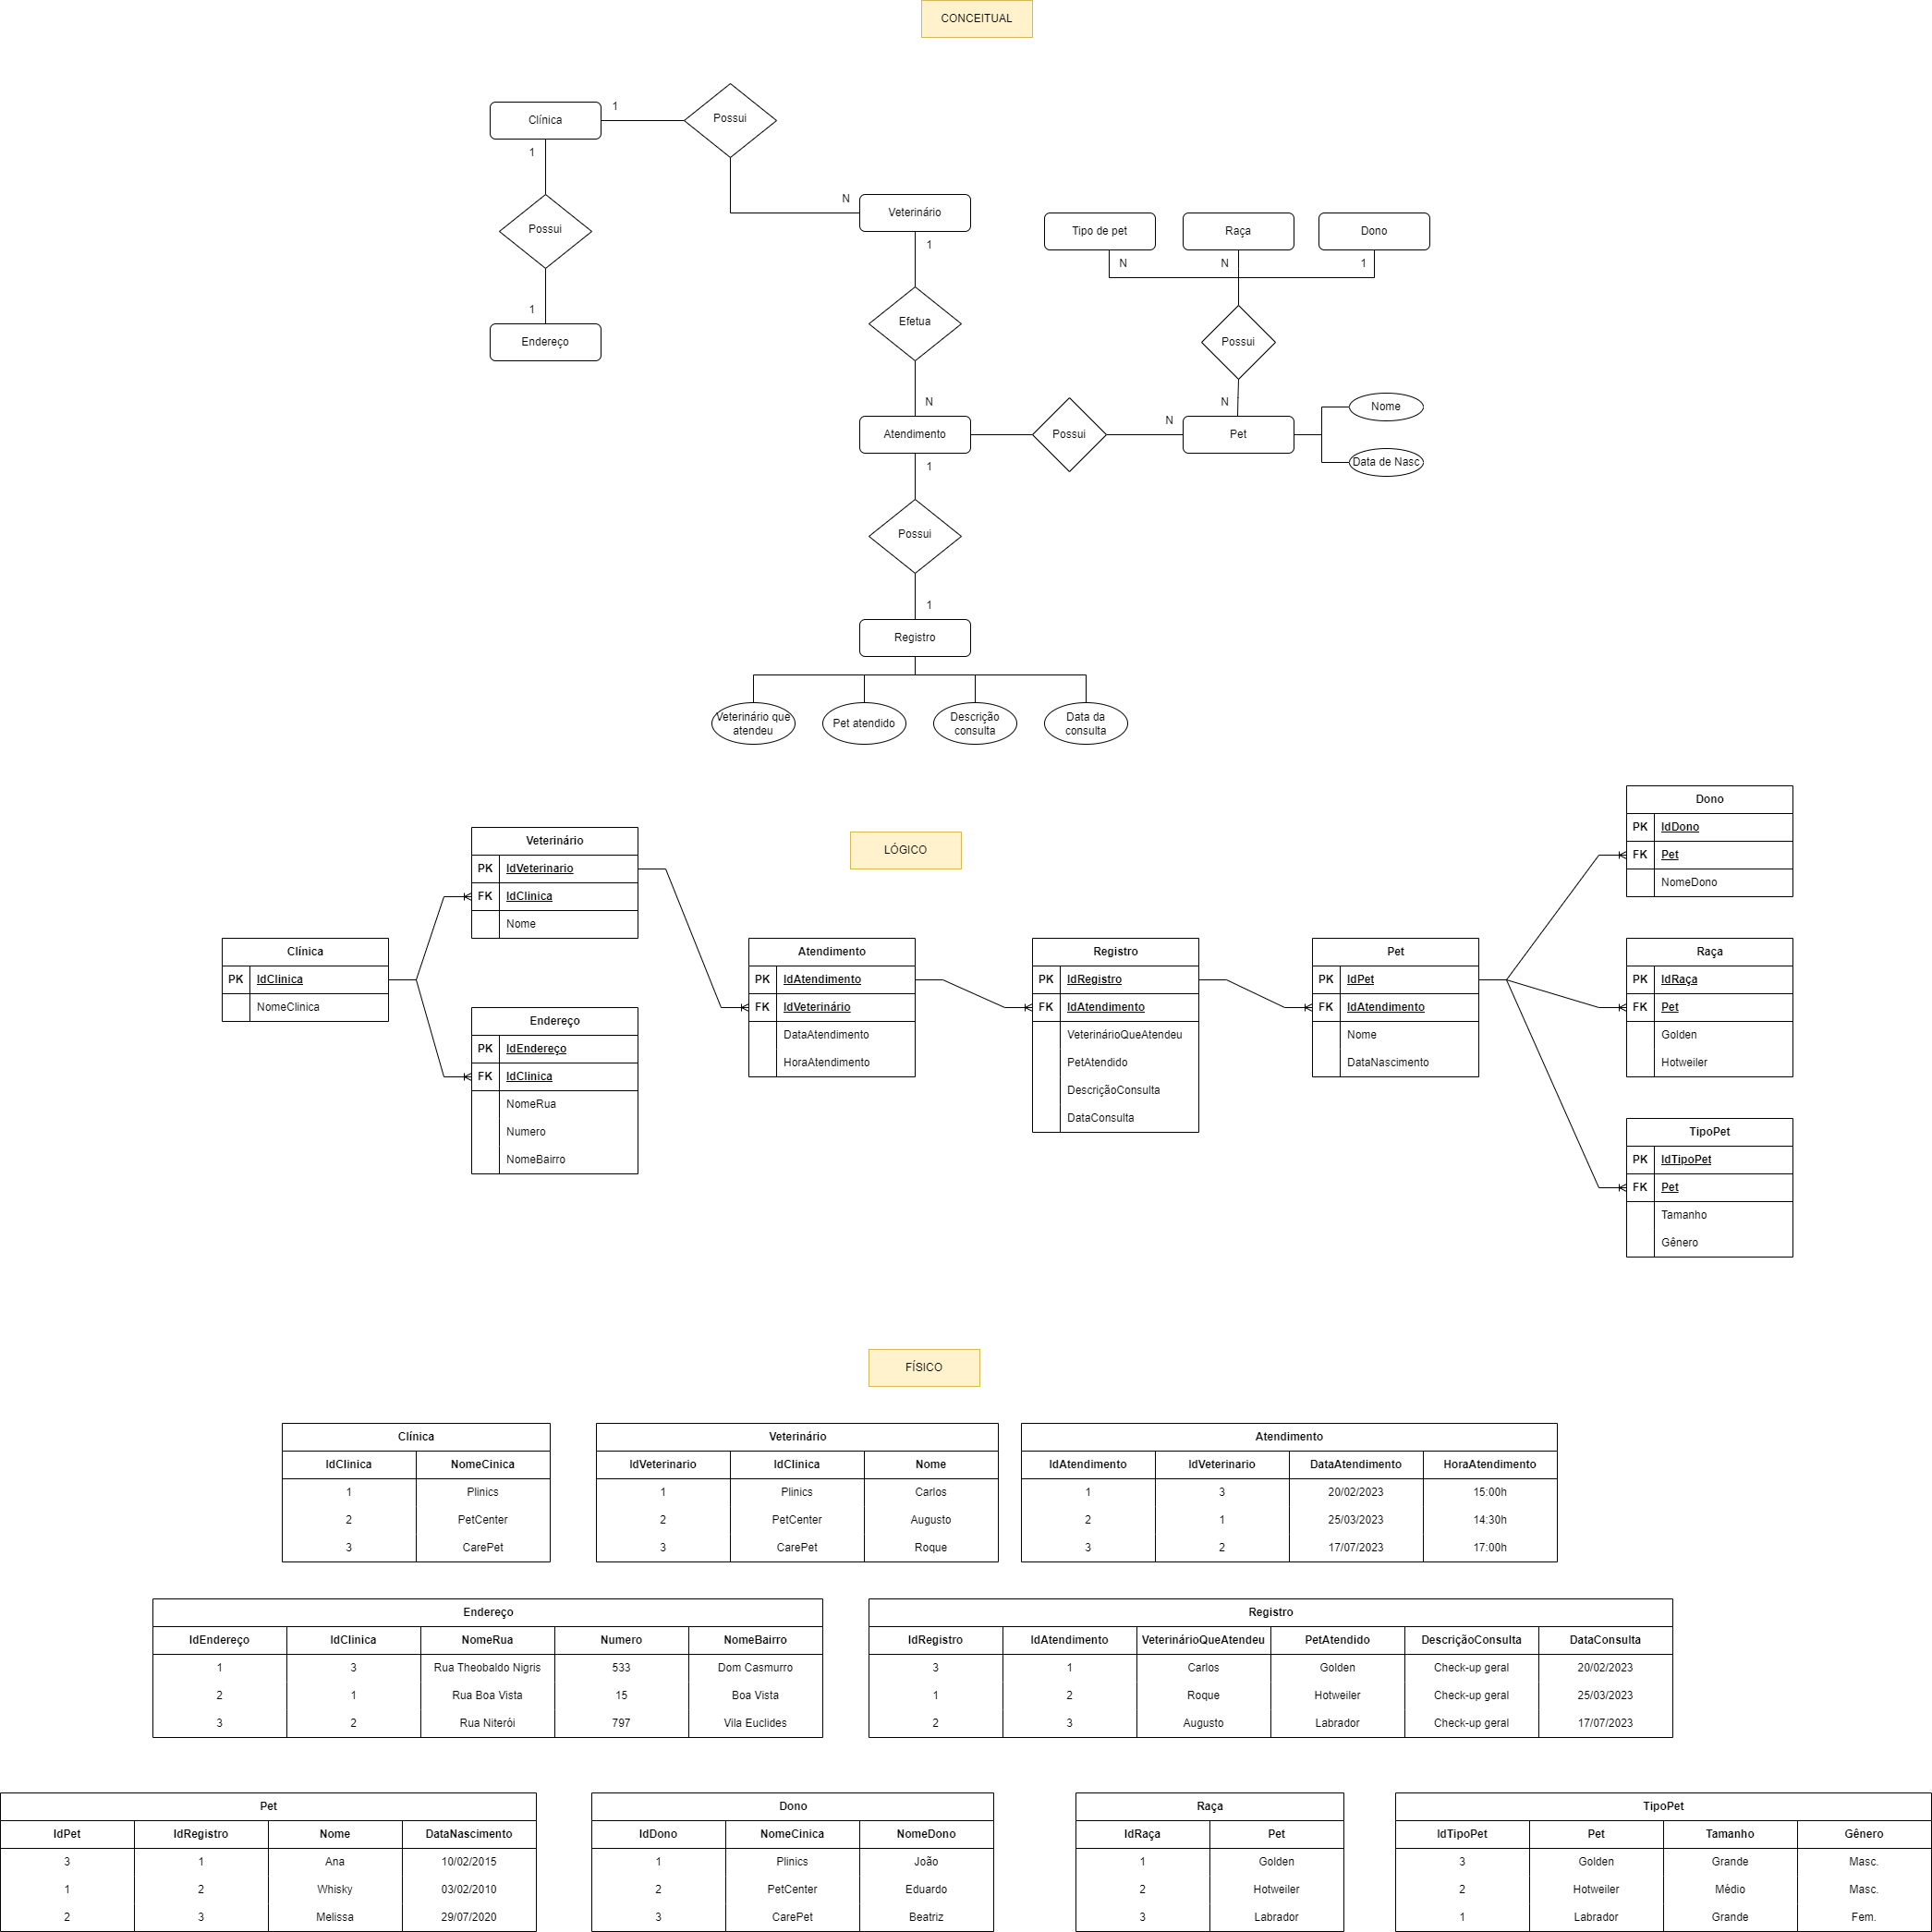 CONCEITUAL
Clínica
1
Possui
1
Possui
N
Veterinário
1
Tipo de pet
Raça
Dono
N
N
1
1
Endereço
Efetua
Possui
N
N
Nome
Atendimento
Possui
N
Pet
Data de Nasc
1
Possui
1
Registro
Veterinário que
atendeu
Pet atendido
Descrição
consulta
Data da
consulta
LÓGICO
Clínica
PK IdClinica
NomeClinica
Veterinário
PK IdVeterinario
FK IdClinica
Nome
Endereço
PK IdEndereço
FK IdClinica
NomeRua
Numero
NomeBairro
Atendimento
PK IdAtendimento
FK IdVeterinário
DataAtendimento
HoraAtendimento
Registro
PK IdRegistro
FK IdAtendimento
VeterinárioQueAtendeu
PetAtendido
DescriçãoConsulta
DataConsulta
Pet
PK IdPet
FK IdAtendimento
Nome
DataNascimento
Dono
PK IdDono
FK Pet
NomeDono
Raça
PK IdRaça
FK Pet
Golden
Hotweiler
TipoPet
PK IdTipoPet
FK Pet
Tamanho
Gênero
FÍSICO
Clínica
IdClinica NomeCinica
1 Plinics
2 PetCenter
3 CarePet
Veterinário
IdVeterinario IdClinica Nome
1 Plinics Carlos
2 PetCenter Augusto
3 CarePet Roque
Atendimento
IdAtendimento IdVeterinario DataAtendimento HoraAtendimento
1 3 20/02/2023 15:00h
2 1 25/03/2023 14:30h
3 2 17/07/2023 17:00h
Endereço
IdEndereço IdClinica NomeRua Numero NomeBairro
1 3 Rua Theobaldo Nigris 533 Dom Casmurro
2 1 Rua Boa Vista 15 Boa Vista
3 2 Rua Niterói 797 Vila Euclides
Registro
IdRegistro IdAtendimento VeterinárioQueAtendeu PetAtendido DescriçãoConsulta DataConsulta
3 1 Carlos Golden Check-up geral 20/02/2023
1 2 Roque Hotweiler Check-up geral 25/03/2023
2 3 Augusto Labrador Check-up geral 17/07/2023
Pet
IdPet IdRegistro Nome DataNascimento
3 1 Ana 10/02/2015
1 2 Whisky 03/02/2010
2 3 Melissa 29/07/2020
Dono
IdDono NomeCinica NomeDono
1 Plinics João
2 PetCenter Eduardo
3 CarePet Beatriz
Raça
IdRaça Pet
1 Golden
2 Hotweiler
3 Labrador
TipoPet
IdTipoPet Pet Tamanho Gênero
3 Golden Grande Masc.
2 Hotweiler Médio Masc.
1 Labrador Grande Fem.